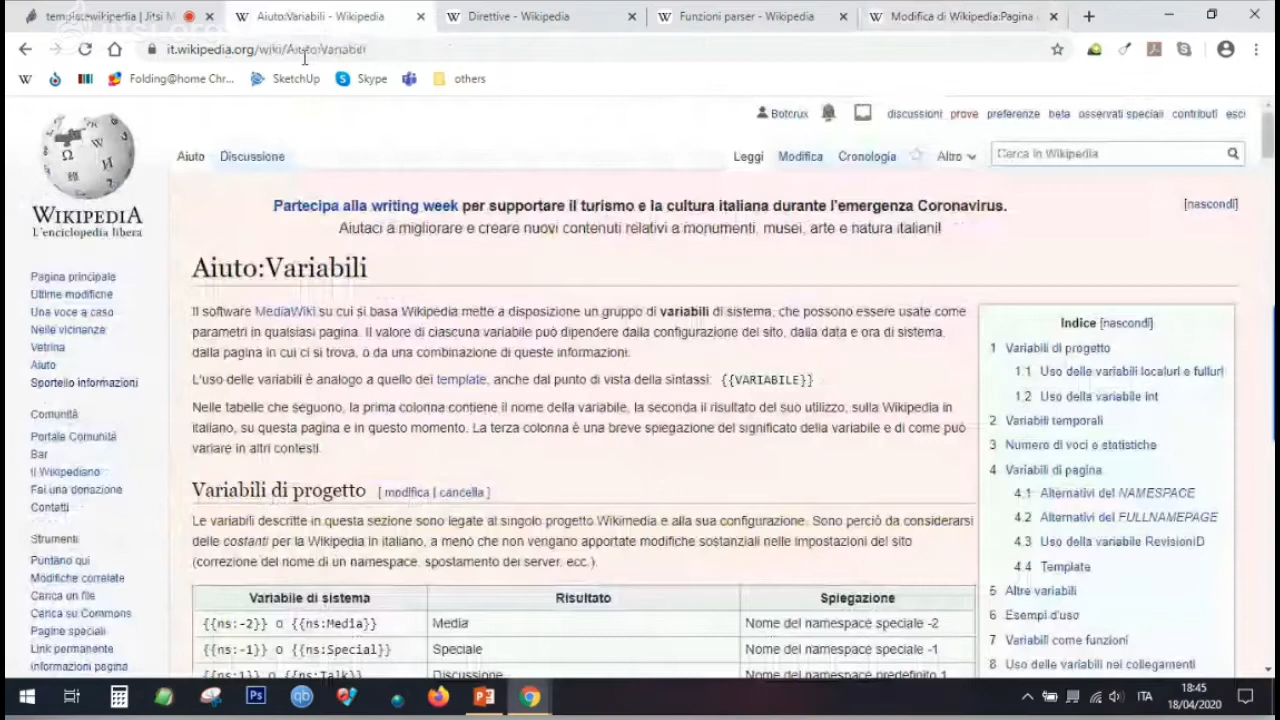 templ
wikipedia | Jitsi M
Aiuto:Variabili - Wikipedia
Direttive - Wikipedia
Funzioni parser - Wikipedia
Modifica di Wikipedia:Pagina
it.wikipedia.org/wiki/Aiuto:Variabili
Folding@home Chr...
SketchUp
Skype
others
Botcrux
discussioni prove preferenze beta osservati speciali contributi esci
Aiuto Discussione
Leggi Modifica Cronologia Altro
Cerca in Wikipedia
WIKIPEDIA
L'enciclopedia libera
Partecipa alla writing week per supportare il turismo e la cultura italiana durante l'emergenza Coronavirus.
[nascondi]
Aiutaci a migliorare e creare nuovi contenuti relativi a monumenti, musei, arte e natura italiani!
Pagina principale
Ultime modifiche
Una voce a caso
Nelle vicinanze
Vetrina
Aiuto
Sportello informazioni
Comunità
Portale Comunità
Bar
Il Wikipediano
Fai una donazione
Contatti
Strumenti
Puntano qui
Modifiche correlate
Carica un file
Carica su Commons
Pagine speciali
Link permanente
Informazioni pagina
Aiuto:Variabili
Il software MediaWiki su cui si basa Wikipedia mette a disposizione un gruppo di variabili di sistema, che possono essere usate come
parametri in qualsiasi pagina. Il valore di ciascuna variabile può dipendere dalla configurazione del sito, dalla data e ora di sistema,
dalla pagina in cui ci si trova, o da una combinazione di queste informazioni.
L'uso delle variabili è analogo a quello dei template, anche dal punto di vista della sintassi: {{VARIABILE}}
Nelle tabelle che seguono, la prima colonna contiene il nome della variabile, la seconda il risultato del suo utilizzo, sulla Wikipedia in
italiano, su questa pagina e in questo momento. La terza colonna è una breve spiegazione del significato della variabile e di come può
variare in altri contesti.
Variabili di progetto [ modifica | cancella ]
Le variabili descritte in questa sezione sono legate al singolo progetto Wikimedia e alla sua configurazione. Sono perciò da considerarsi
delle costanti per la Wikipedia in italiano, a meno che non vengano apportate modifiche sostanziali nelle impostazioni del sito
(correzione del nome di un namespace, spostamento dei server, ecc.).
Variabile di sistema Risultato Spiegazione
{{ns:-2}} o {{ns:Media}} Media Nome del namespace speciale -2
{{ns:-1}} o {{ns:Special}} Speciale Nome del namespace speciale -1
{{ns:1}} o {{ns:Talk}} Discussione Nome del namespace predefinito 1
Indice [nascondi]
1 Variabili di progetto
1.1 Uso delle variabili localurl e fullurl
1.2 Uso della variabile int
2 Variabili temporali
3 Numero di voci e statistiche
4 Variabili di pagina
4.1 Alternativi del NAMESPACE
4.2 Alternativi del FULLNAMEPAGE
4.3 Uso della variabile RevisionID
4.4 Template
5 Altre variabili
6 Esempi d'uso
7 Variabili come funzioni
8 Uso delle variabili nei collegamenti
ITA
18:45
18/04/2020